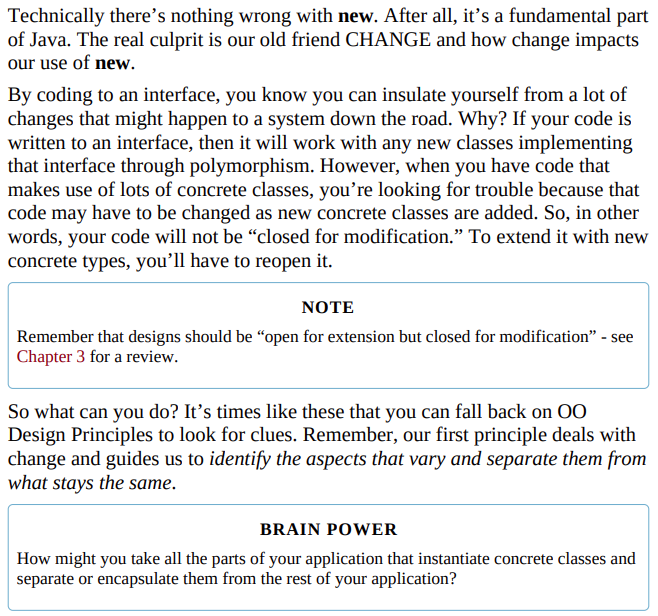 Technically there’s nothing wrong with new. After all, it’s a fundamental part
of Java. The real culprit is our old friend CHANGE and how change impacts
our use of new.
By coding to an interface, you know you can insulate yourself from a lot of
changes that might happen to a system down the road. Why? If your code is
written to an interface, then it will work with any new classes implementing
that interface through polymorphism. However, when you have code that
makes use of lots of concrete classes, you’re looking for trouble because that
code may have to be changed as new concrete classes are added. So, in other
words, your code will not be “closed for modification.” To extend it with new
concrete types, you’ll have to reopen it.
NOTE
Remember that designs should be “open for extension but closed for modification” - see
Chapter 3 for a review.
So what can you do? It’s times like these that you can fall back on OO
Design Principles to look for clues. Remember, our first principle deals with
change and guides us to identify the aspects that vary and separate them from
what stays the same.
BRAIN POWER
How might you take all the parts of your application that instantiate concrete classes and
separate or encapsulate them from the rest of your application?